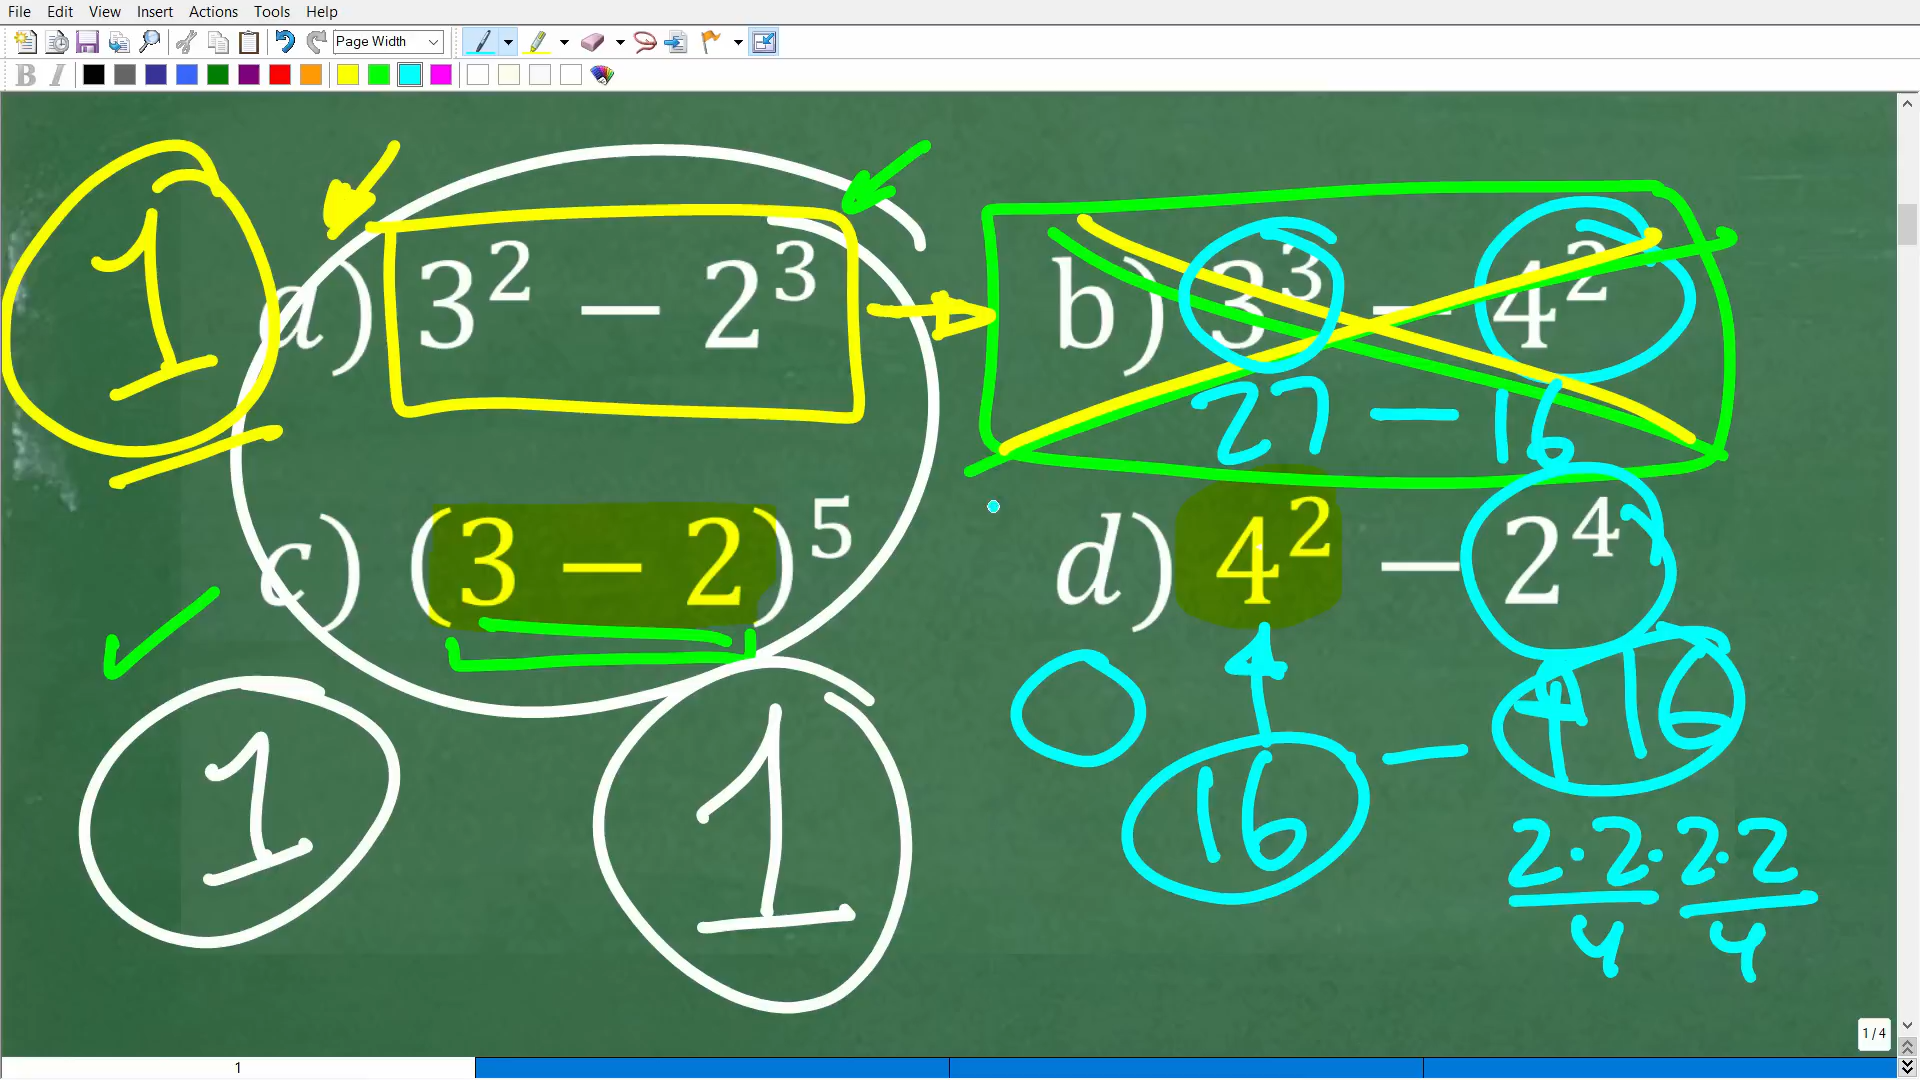 File Edit View Insert Actions Tools Help
Page Width
B I
1
a) 3² − 2³
b) 3³ − 4²
27 − 16
c) (3 − 2)⁵
d) 4² − 2⁴
1
1
0
16 − 16
2·2·2·2
4 4
1 / 4
1